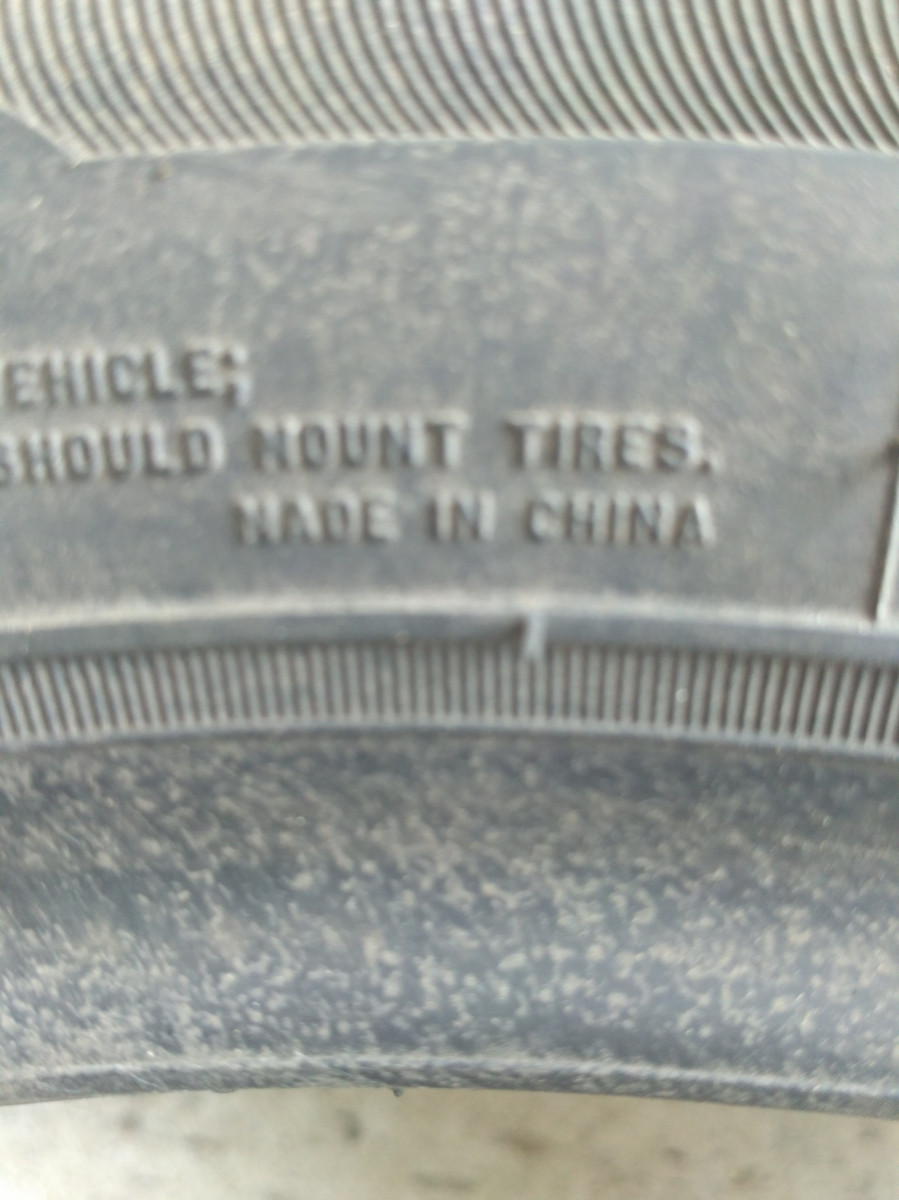 EHICLE;
SHOULD MOUNT TIRES.
MADE IN CHINA